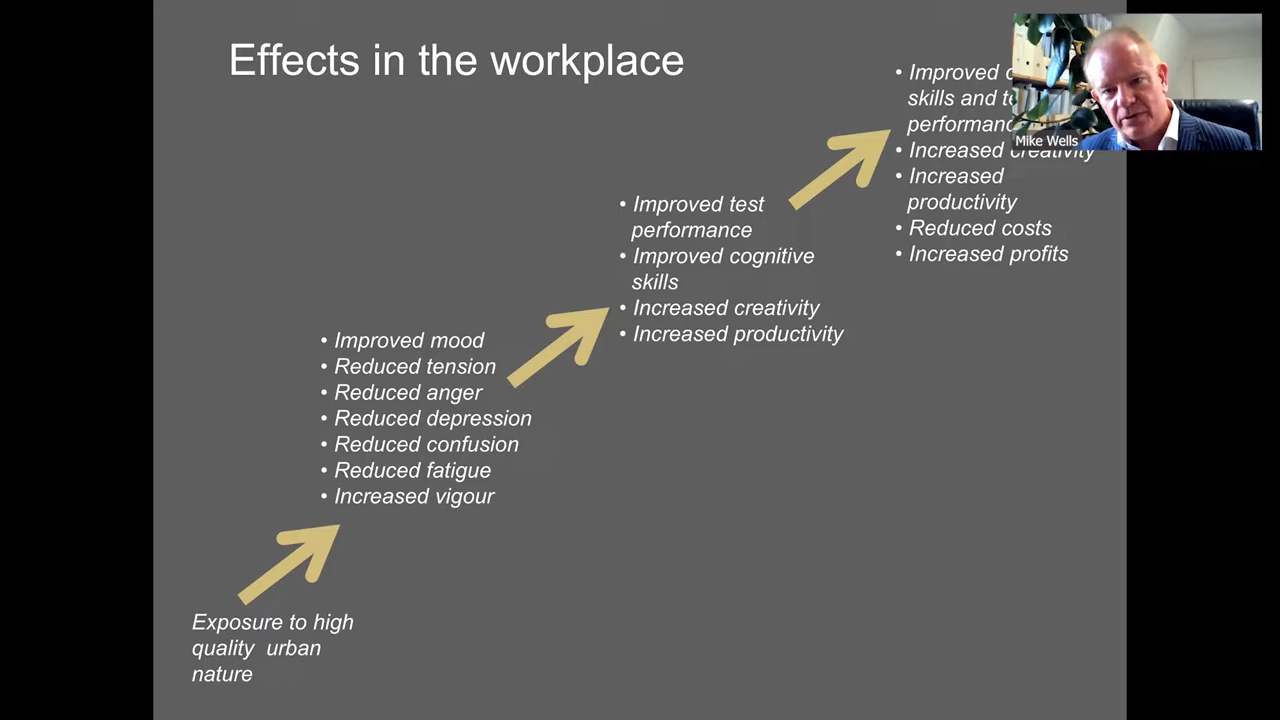 Effects in the workplace
• Improved
skills and
• Increased creativity
• Increased
productivity
• Reduced costs
• Increased profits
Mike Wells
• Improved test
performance
• Improved cognitive
skills
• Increased creativity
• Increased productivity
• Improved mood
• Reduced tension
• Reduced anger
• Reduced depression
• Reduced confusion
• Reduced fatigue
• Increased vigour
Exposure to high
quality urban
nature